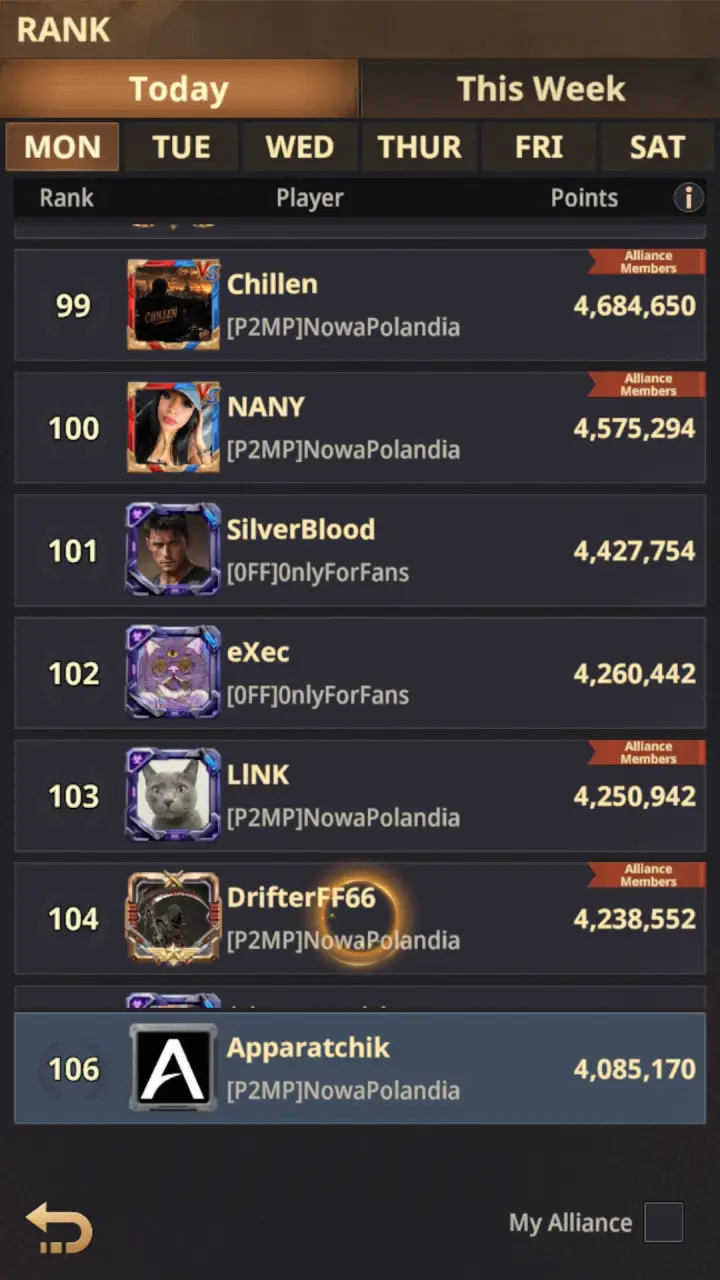 RANK
Today
This Week
MON
TUE
WED
THUR
FRI
SAT
Rank
Player
Points
99
CHILLEN
VS
Chillen
[P2MP]NowaPolandia
Alliance
Members
4,684,650
100
VS
NANY
[P2MP]NowaPolandia
Alliance
Members
4,575,294
101
SilverBlood
[0FF]0nlyForFans
4,427,754
102
eXec
[0FF]0nlyForFans
4,260,442
103
LINK
[P2MP]NowaPolandia
Alliance
Members
4,250,942
104
DrifterFF66
[P2MP]NowaPolandia
Alliance
Members
4,238,552
106
Apparatchik
[P2MP]NowaPolandia
4,085,170
My Alliance